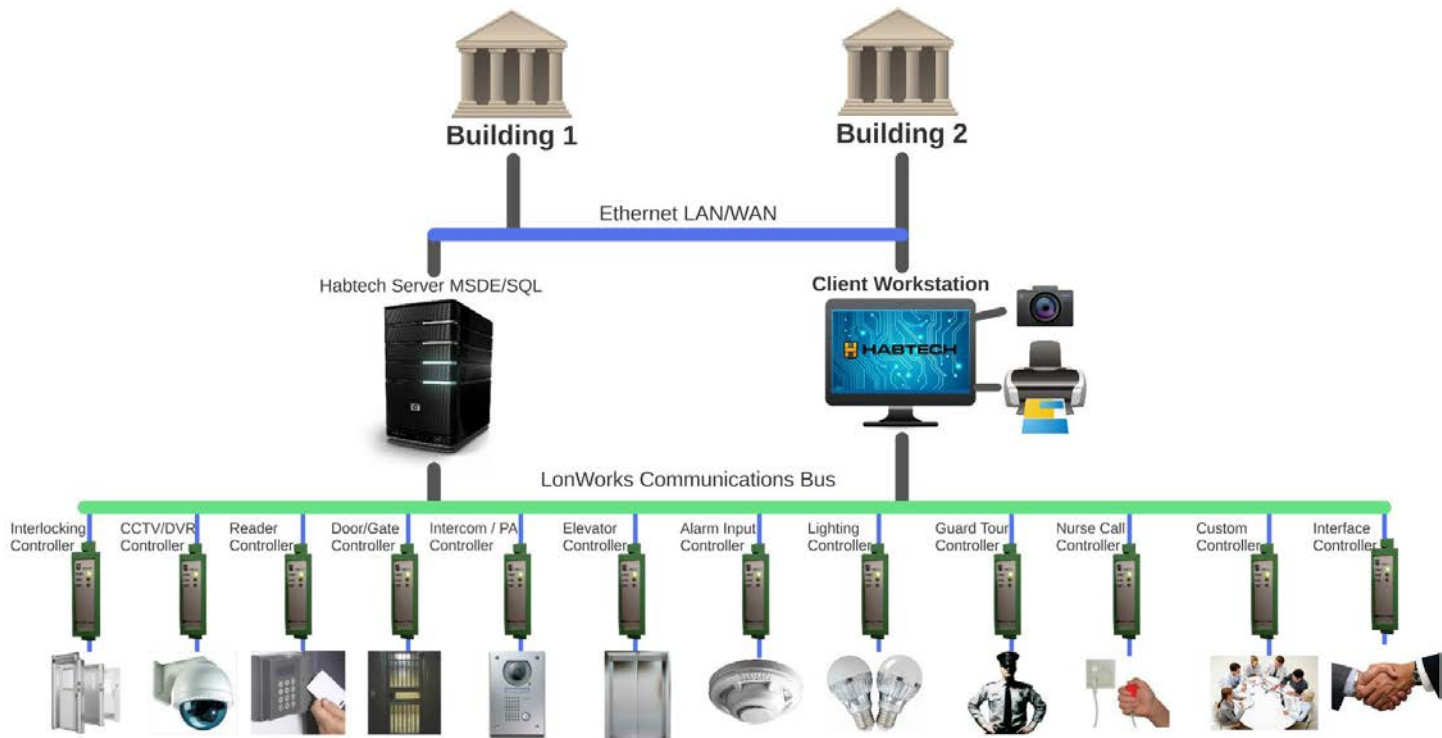 Building 1
Building 2
Ethernet LAN/WAN
Habtech Server MSDE/SQL
Client Workstation
HABTECH
LonWorks Communications Bus
Interlocking
Controller
CCTV/DVR
Controller
Reader
Controller
Door/Gate
Controller
Intercom / PA
Controller
Elevator
Controller
Alarm Input
Controller
Lighting
Controller
Guard Tour
Controller
Nurse Call
Controller
Custom
Controller
Interface
Controller